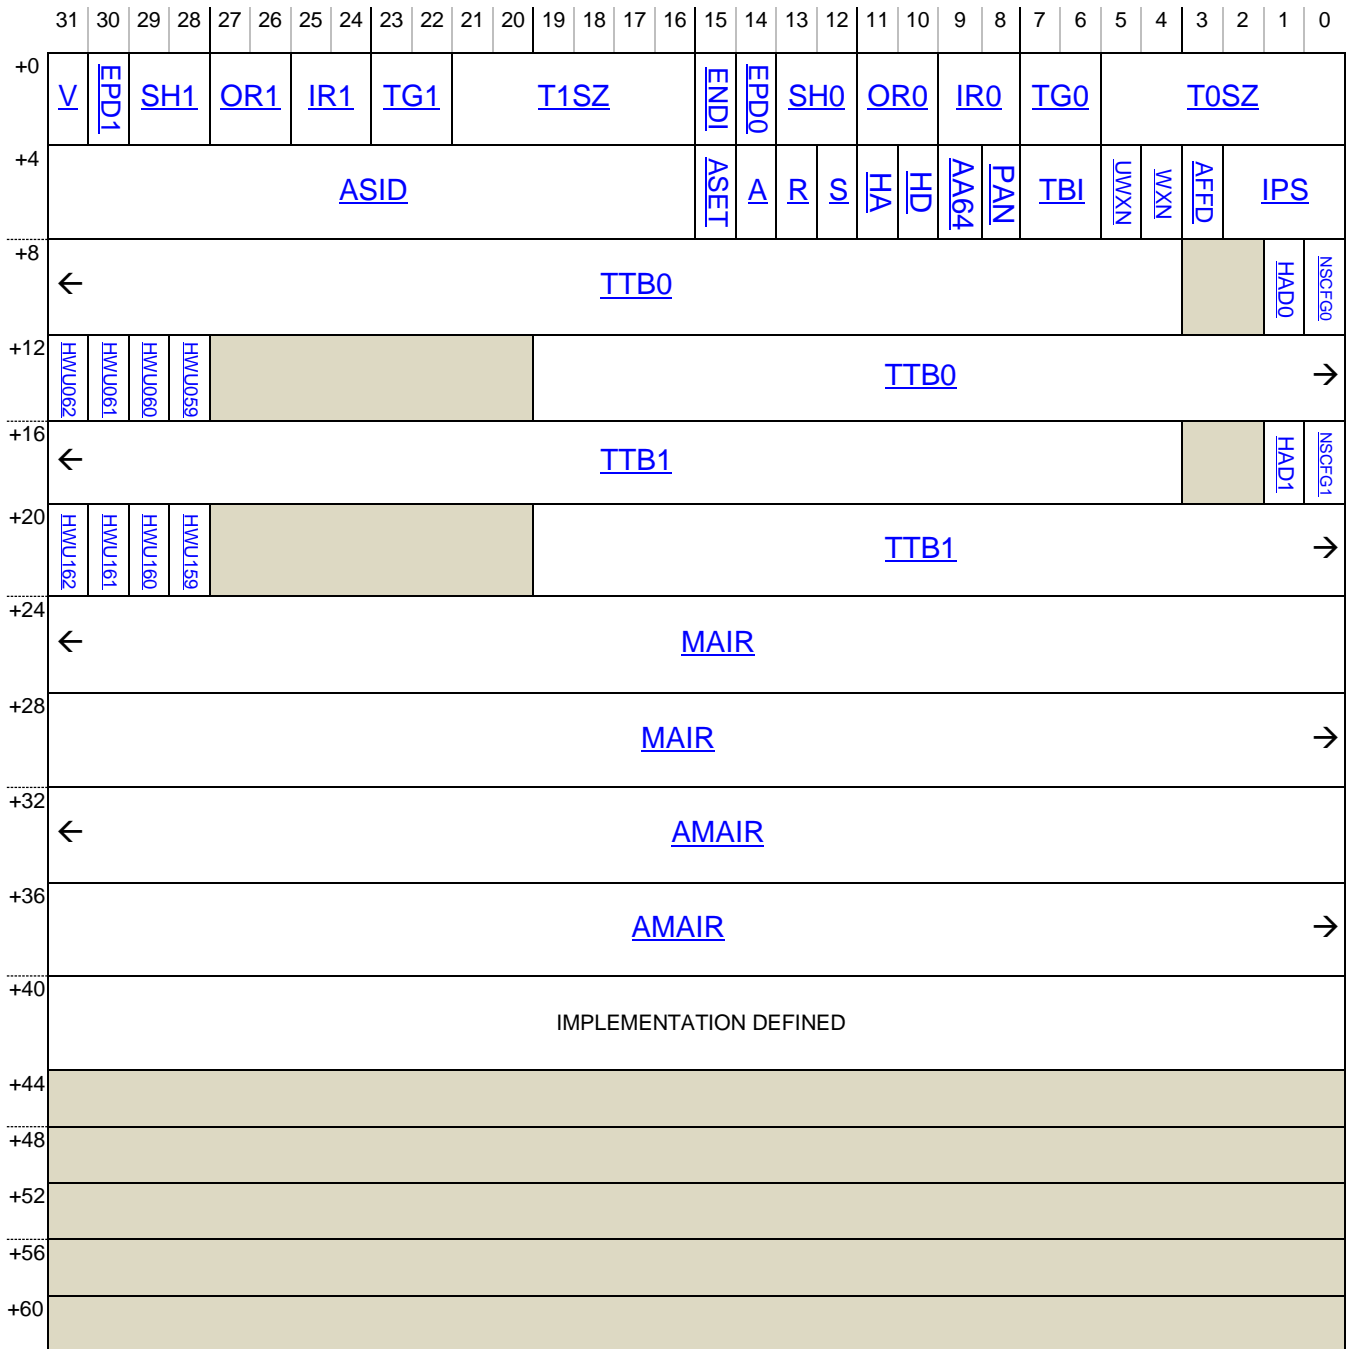 31 30 29 28 27 26 25 24 23 22 21 20 19 18 17 16 15 14 13 12 11 10 9 8 7 6 5 4 3 2 1 0
+0 V EPD1 SH1 OR1 IR1 TG1 T1SZ ENDI EPD0 SH0 OR0 IR0 TG0 T0SZ
+4 ASID ASET A R S HA HD AA64 PAN TBI UWXN WXN AFFD IPS
+8 ← TTB0 HAD0 NSCFG0
+12 HWU062 HWU061 HWU060 HWU059 TTB0 →
+16 ← TTB1 HAD1 NSCFG1
+20 HWU162 HWU161 HWU160 HWU159 TTB1 →
+24 ← MAIR
+28 MAIR →
+32 ← AMAIR
+36 AMAIR →
+40 IMPLEMENTATION DEFINED
+44
+48
+52
+56
+60